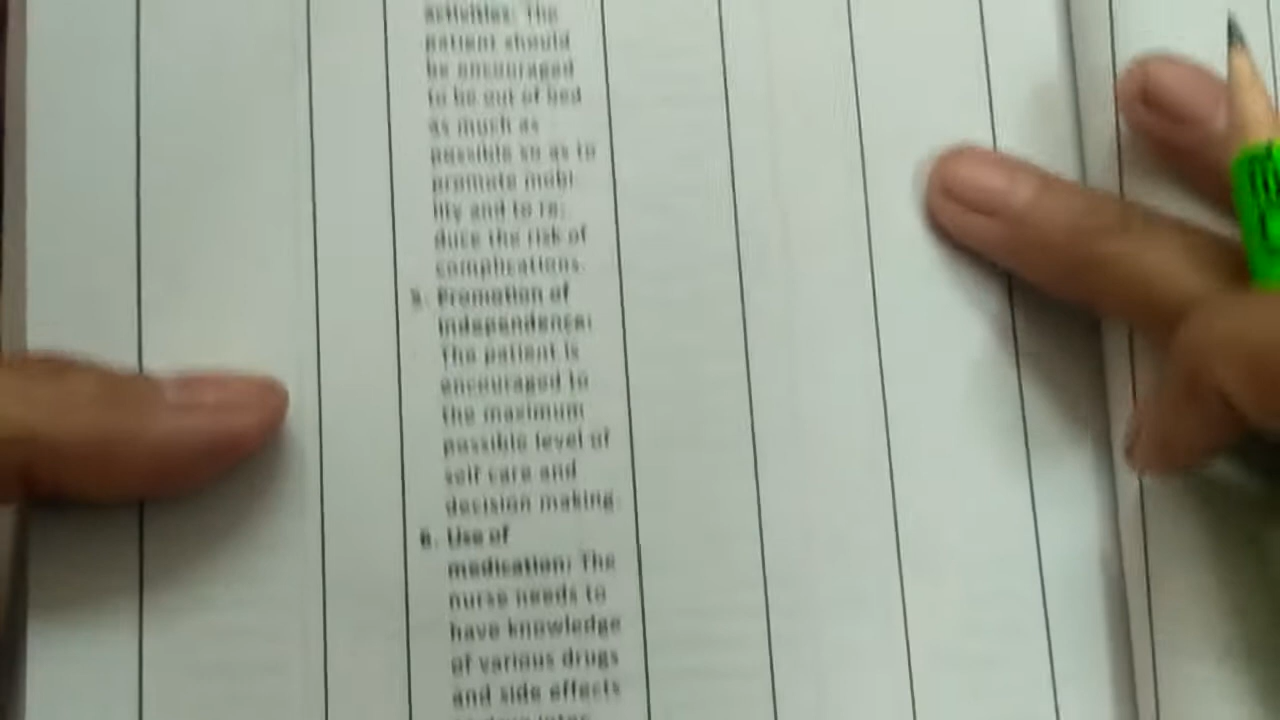 activities: The
patient should
be encouraged
to be out of bed
as much as
possible so as to
promote mobi-
lity and to re-
duce the risk of
complications.
5. Promotion of
independence:
The patient is
encouraged to
the maximum
possible level of
self care and
decision making.
6. Use of
medication: The
nurse needs to
have knowledge
of various drugs
and side effects